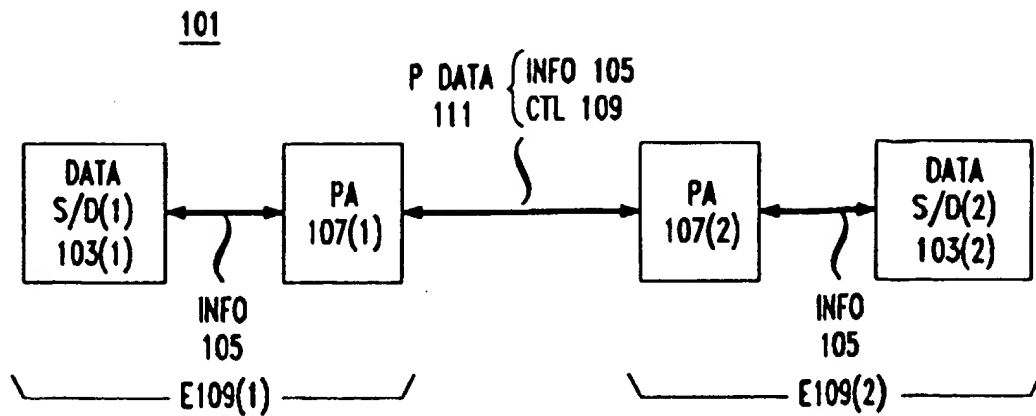 101
P DATA
111
INFO 105
CTL 109
DATA
S/D(1)
103(1)
PA
107(1)
PA
107(2)
DATA
S/D(2)
103(2)
INFO
105
INFO
105
E109(1)
E109(2)